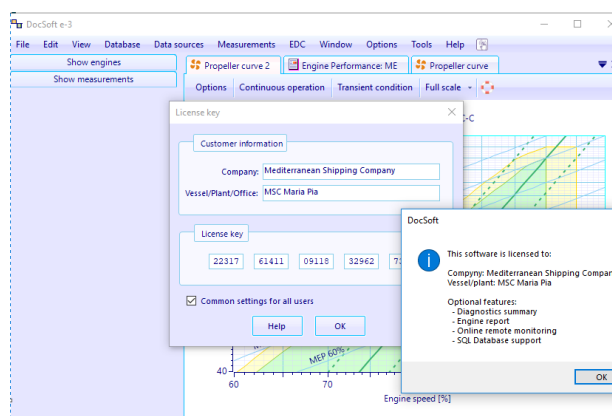 DocSoft e-3
File Edit View Database Data sources Measurements EDC Window Options Tools Help
Show engines
Show measurements
Propeller curve 2 Engine Performance: ME Propeller curve
Options Continuous operation Transient condition Full scale
License key
Customer information
Company: Mediterranean Shipping Company
Vessel/Plant/Office: MSC Maria Pia
License key
22317 61411 09118 32962
Common settings for all users
Help OK
DocSoft
This software is licensed to:
Compyny: Mediterranean Shipping Compan
Vessel/plant: MSC Maria Pia
Optional features:
- Diagnostics summary
- Engine report
- Online remote monitoring
- SQL Database support
OK
MEP 60%
40
60 70
Engine speed [%]